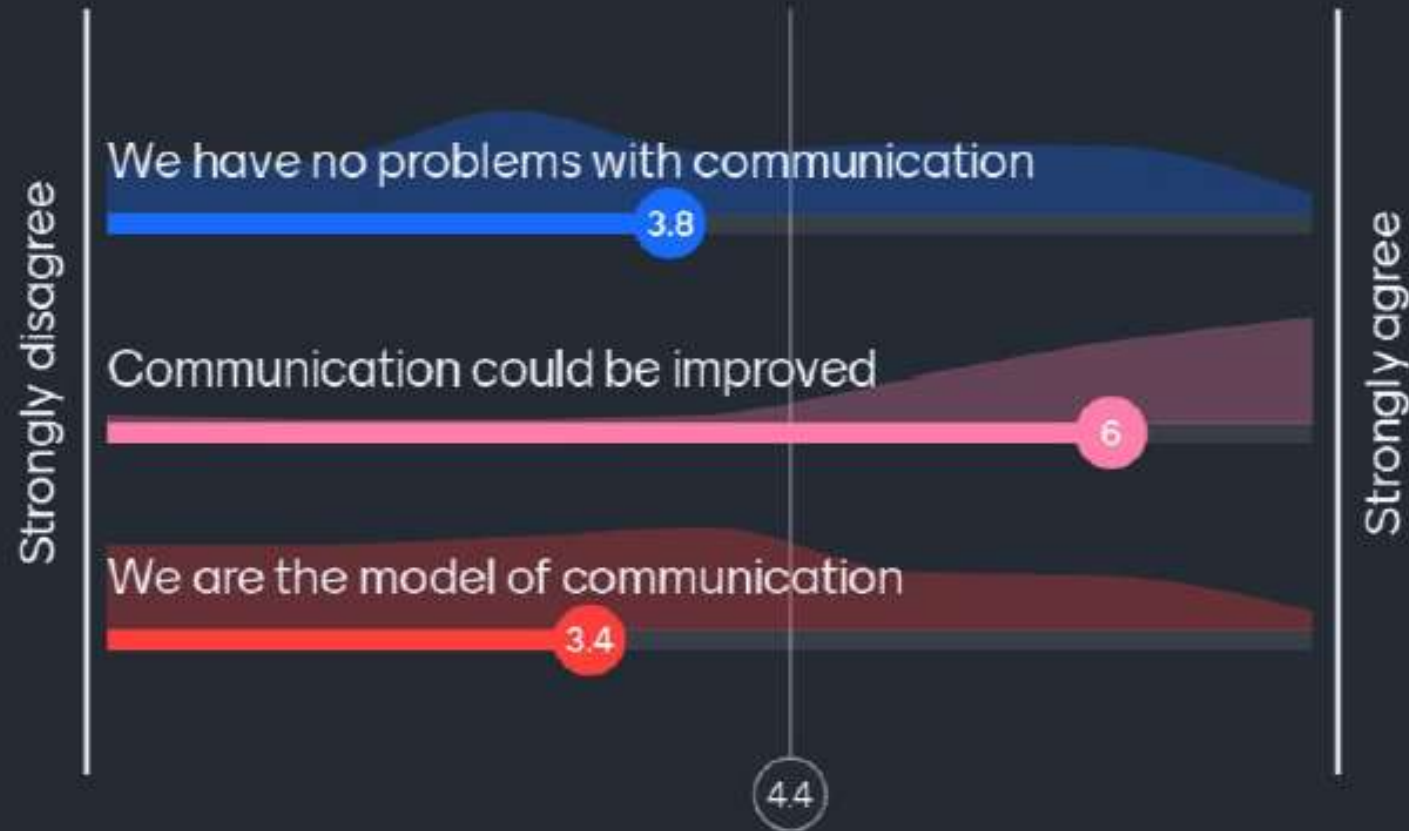 Strongly disagree
We have no problems with communication
3.8
Communication could be improved
6
We are the model of communication
3.4
4.4
Strongly agree